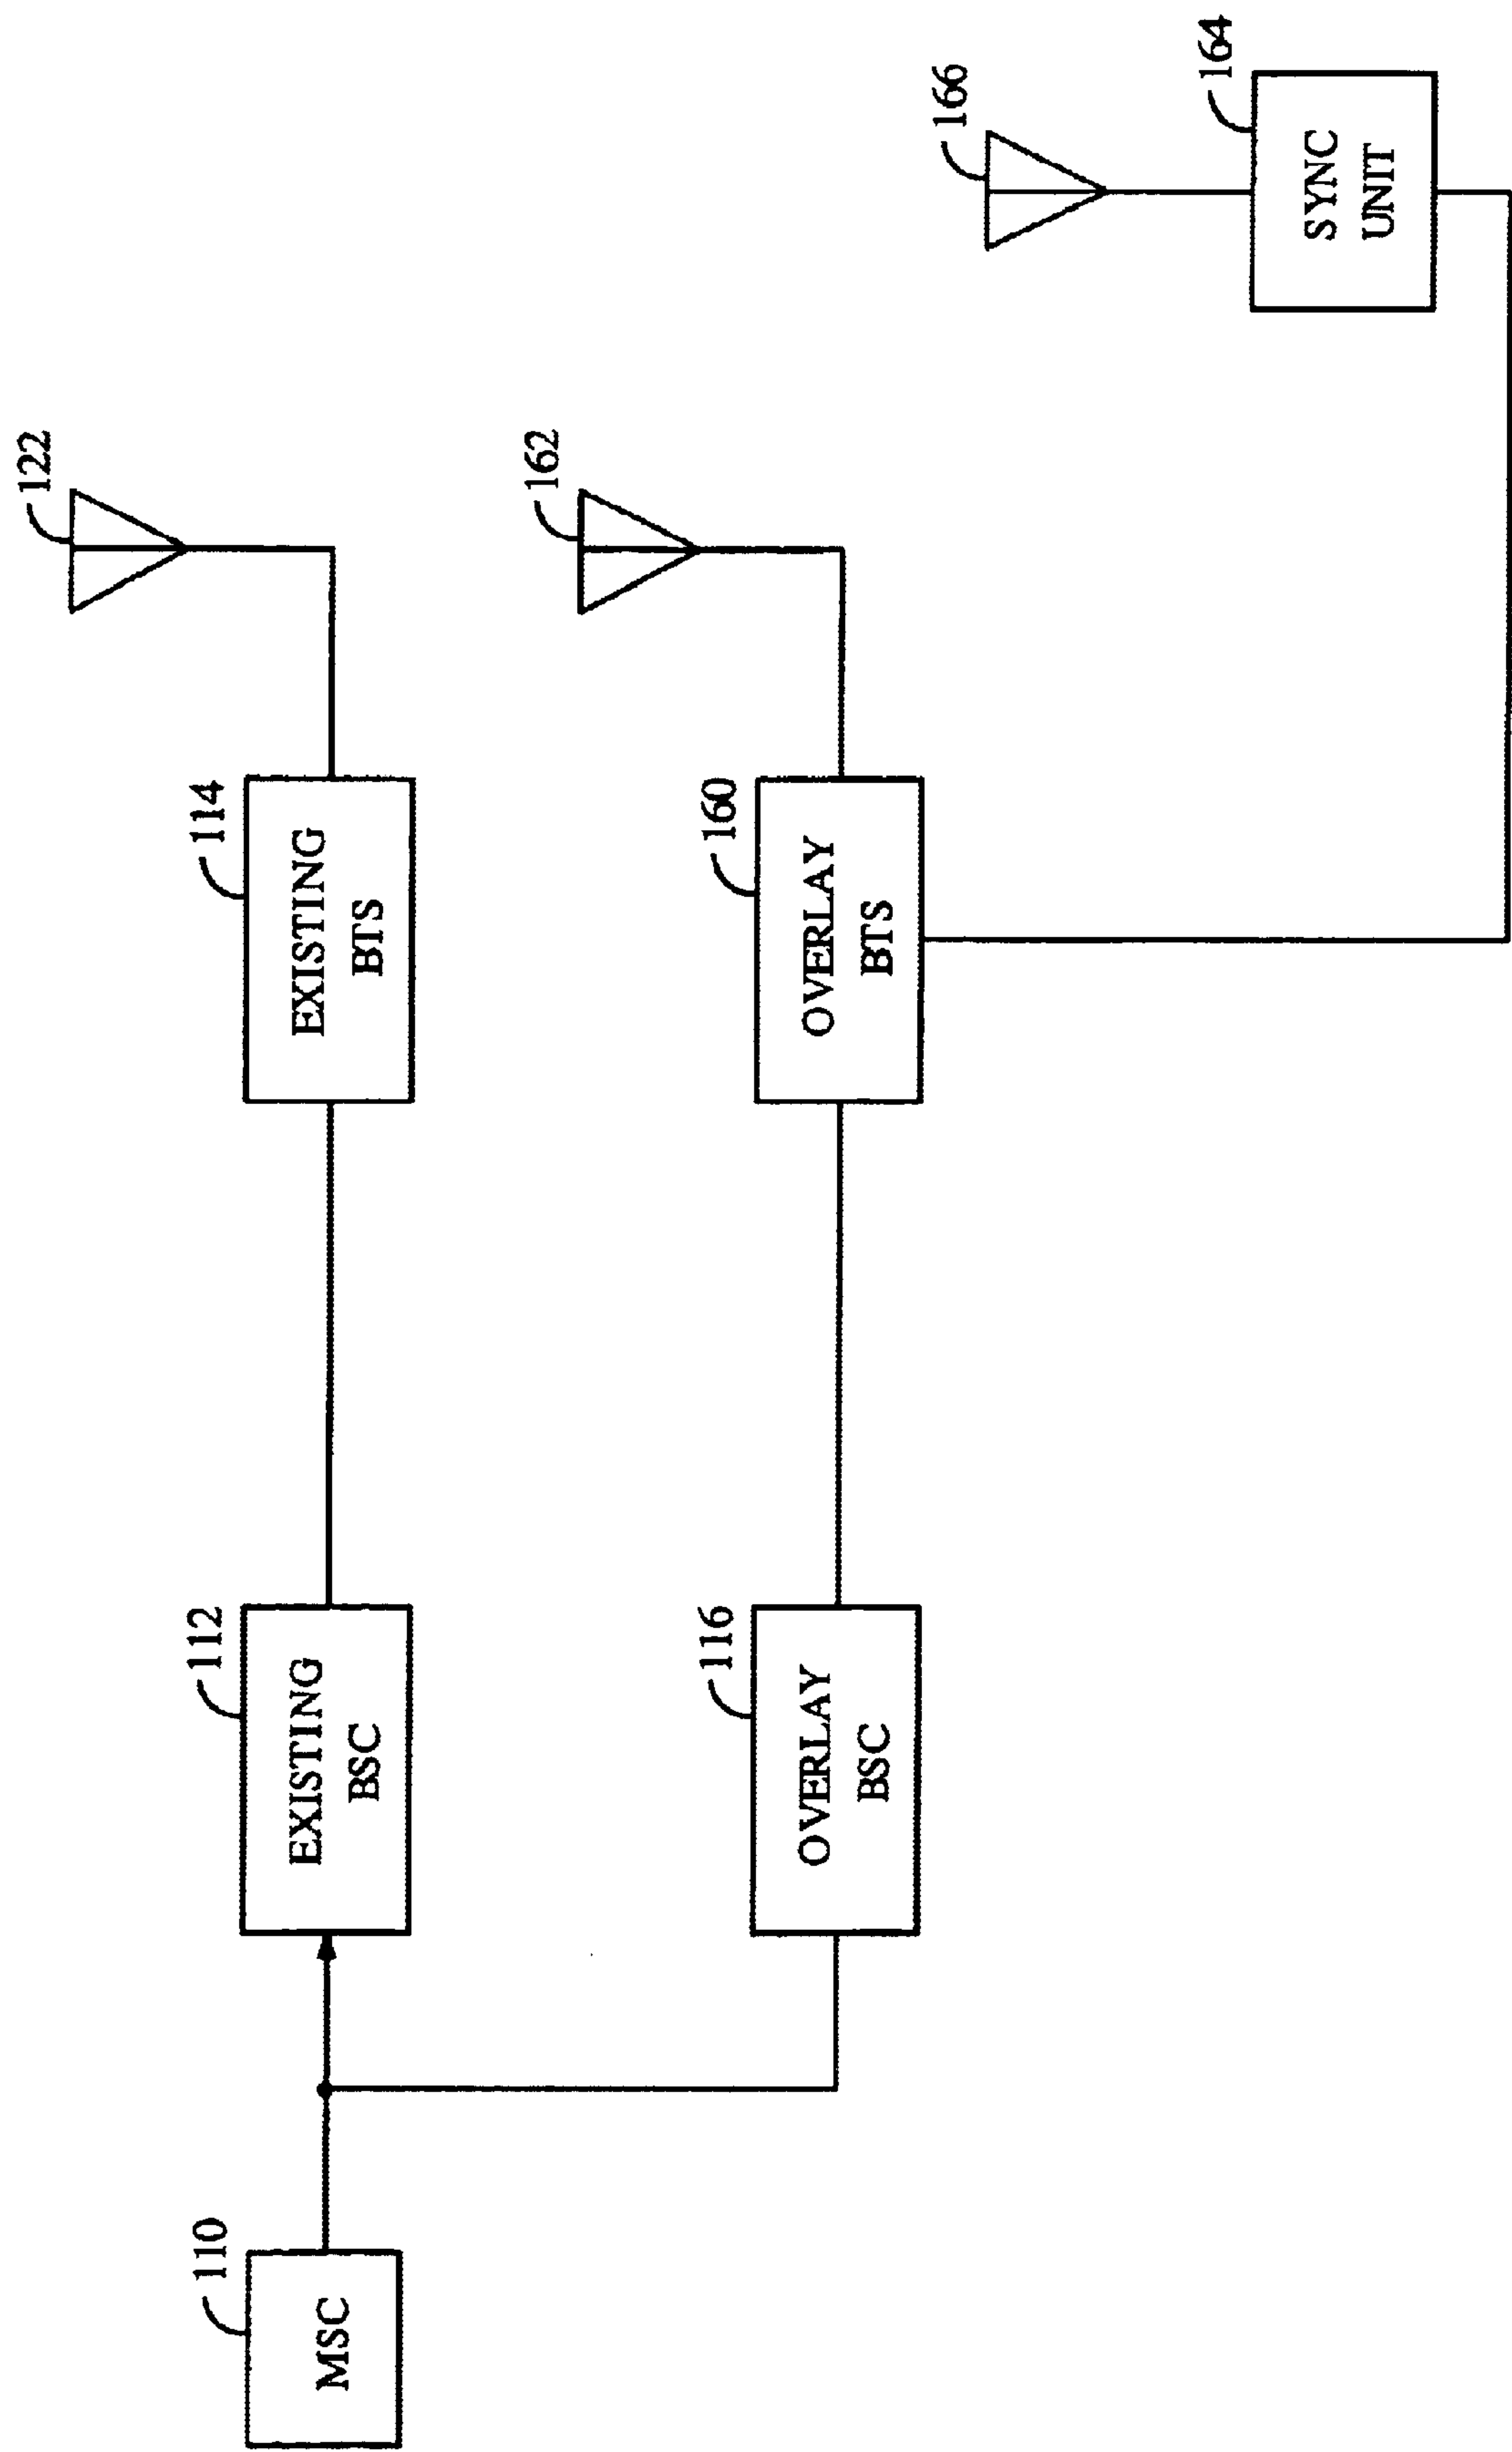 122
114
EXISTING
BTS
112
EXISTING
BSC
110
MSC
162
160
OVERLAY
BTS
116
OVERLAY
BSC
166
164
SYNC
UNIT